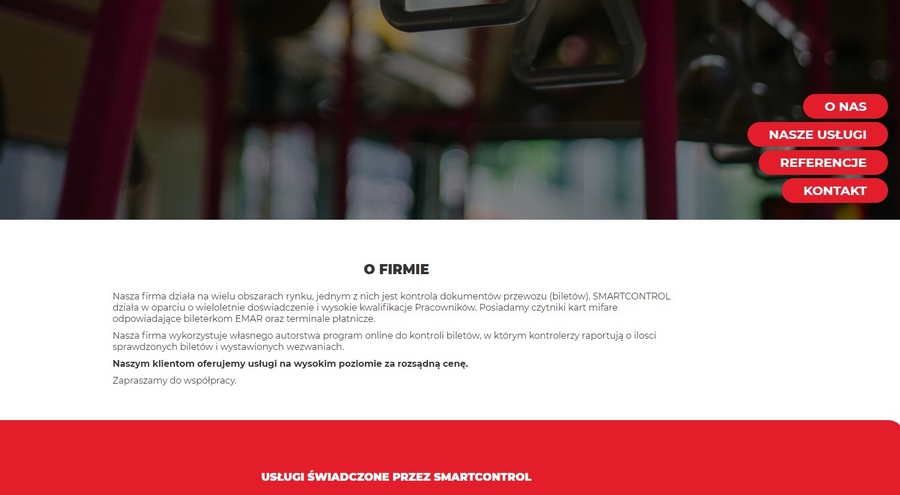 O NAS
NASZE USŁUGI
REFERENCJE
KONTAKT
O FIRMIE
Nasza firma działa na wielu obszarach rynku, jednym z nich jest kontrola dokumentów przewozu (biletów). SMARTCONTROL
działa w oparciu o wieloletnie doświadczenie i wysokie kwalifikacje Pracowników. Posiadamy czytniki kart mifare
odpowiadające bileterkom EMAR oraz terminale płatnicze.
Nasza firma wykorzystuje własnego autorstwa program online do kontroli biletów, w którym kontrolerzy raportują o ilości
sprawdzonych biletów i wystawionych wezwaniach.
Naszym klientom oferujemy usługi na wysokim poziomie za rozsądną cenę.
Zapraszamy do współpracy.
USŁUGI ŚWIADCZONE PRZEZ SMARTCONTROL